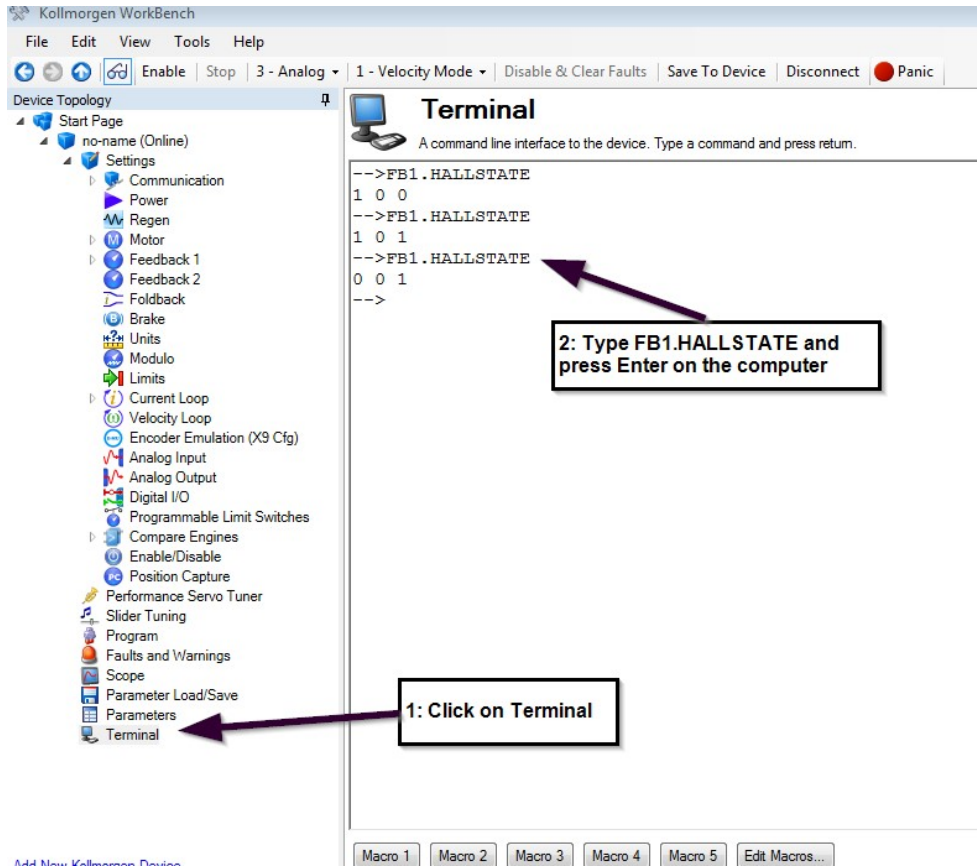 Kollmorgen WorkBench
File Edit View Tools Help
Enable Stop 3 - Analog 1 - Velocity Mode Disable & Clear Faults Save To Device Disconnect Panic
Device Topology
Start Page
no-name (Online)
Settings
Communication
Power
Regen
Motor
Feedback 1
Feedback 2
Foldback
Brake
Units
Modulo
Limits
Current Loop
Velocity Loop
Encoder Emulation (X9 Cfg)
Analog Input
Analog Output
Digital I/O
Programmable Limit Switches
Compare Engines
Enable/Disable
Position Capture
Performance Servo Tuner
Slider Tuning
Program
Faults and Warnings
Scope
Parameter Load/Save
Parameters
Terminal
Add New Kollmorgen Device
Terminal
A command line interface to the device. Type a command and press return.
-->FB1.HALLSTATE
1 0 0
-->FB1.HALLSTATE
1 0 1
-->FB1.HALLSTATE
0 0 1
-->
2: Type FB1.HALLSTATE and
press Enter on the computer
1: Click on Terminal
Macro 1 Macro 2 Macro 3 Macro 4 Macro 5 Edit Macros...